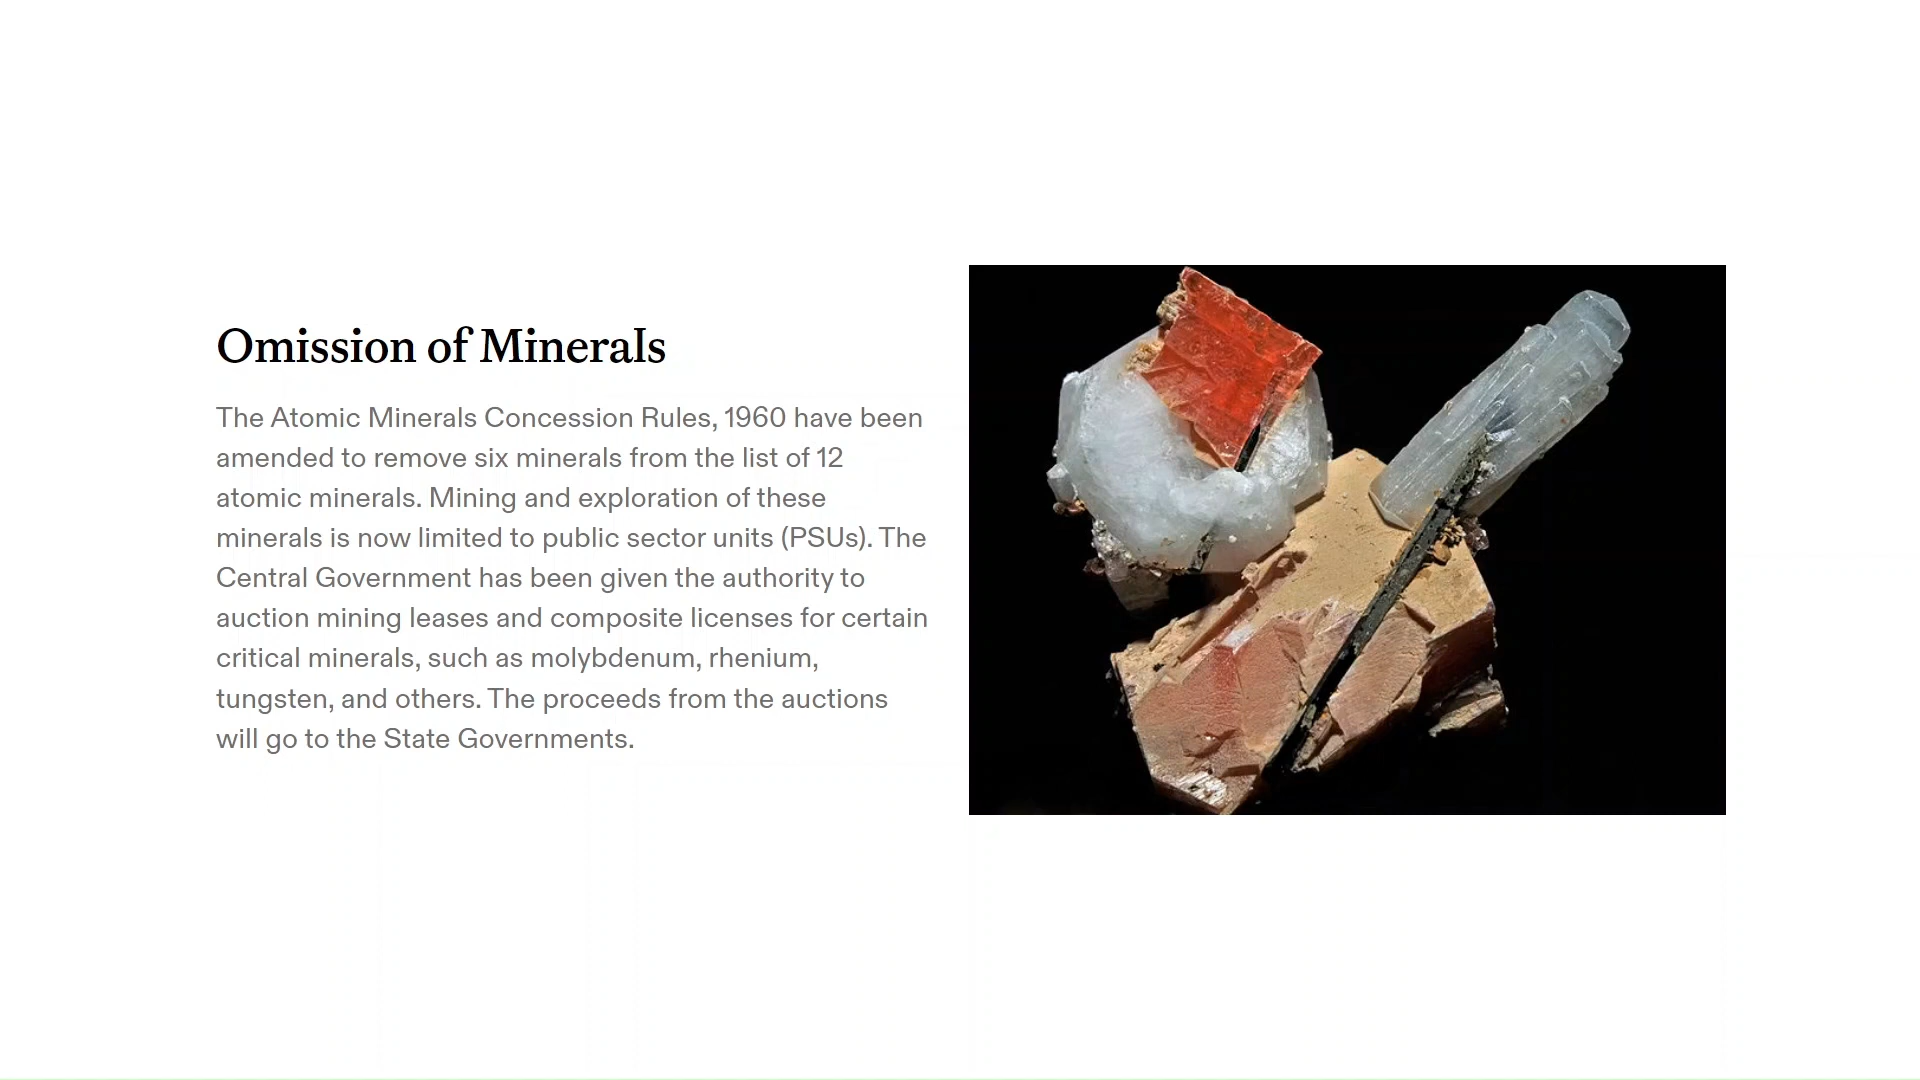 Omission of Minerals
The Atomic Minerals Concession Rules, 1960 have been
amended to remove six minerals from the list of 12
atomic minerals. Mining and exploration of these
minerals is now limited to public sector units (PSUs). The
Central Government has been given the authority to
auction mining leases and composite licenses for certain
critical minerals, such as molybdenum, rhenium,
tungsten, and others. The proceeds from the auctions
will go to the State Governments.